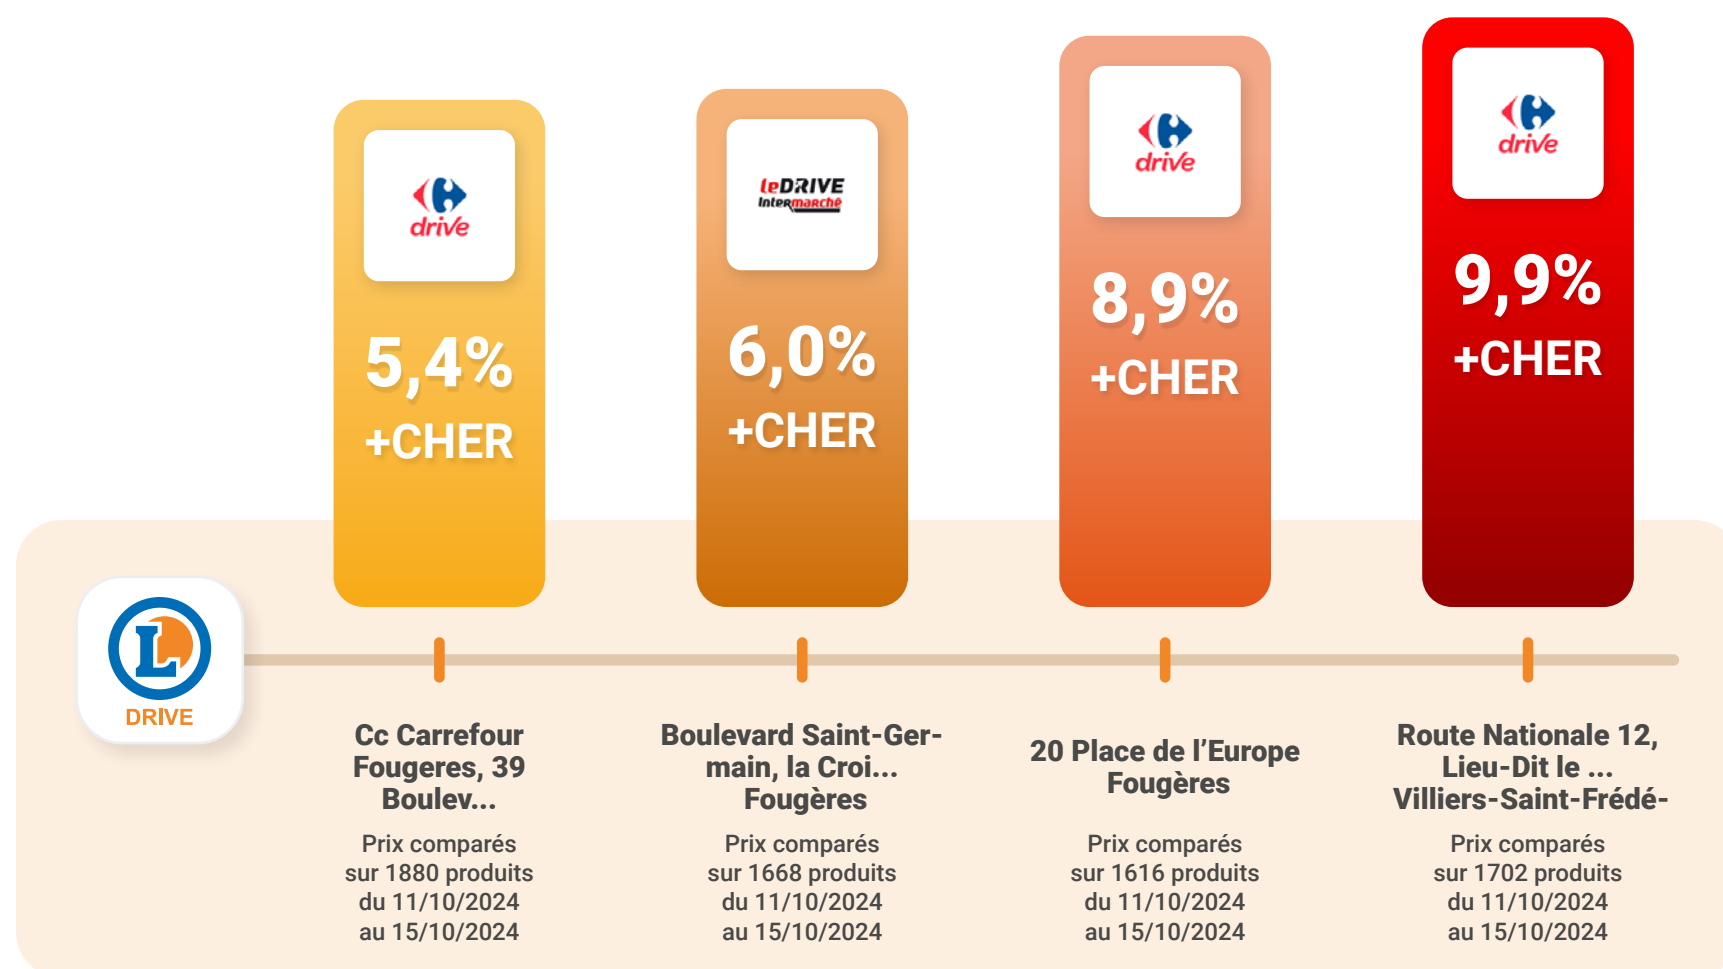 drive
5,4%
+CHER
leDRIVE
Intermarché
6,0%
+CHER
drive
8,9%
+CHER
drive
9,9%
+CHER
L
DRIVE
Cc Carrefour
Fougeres, 39
Boulev...
Prix comparés
sur 1880 produits
du 11/10/2024
au 15/10/2024
Boulevard Saint-Ger-
main, la Croi...
Fougères
Prix comparés
sur 1668 produits
du 11/10/2024
au 15/10/2024
20 Place de l’Europe
Fougères
Prix comparés
sur 1616 produits
du 11/10/2024
au 15/10/2024
Route Nationale 12,
Lieu-Dit le ...
Villiers-Saint-Frédé-
Prix comparés
sur 1702 produits
du 11/10/2024
au 15/10/2024